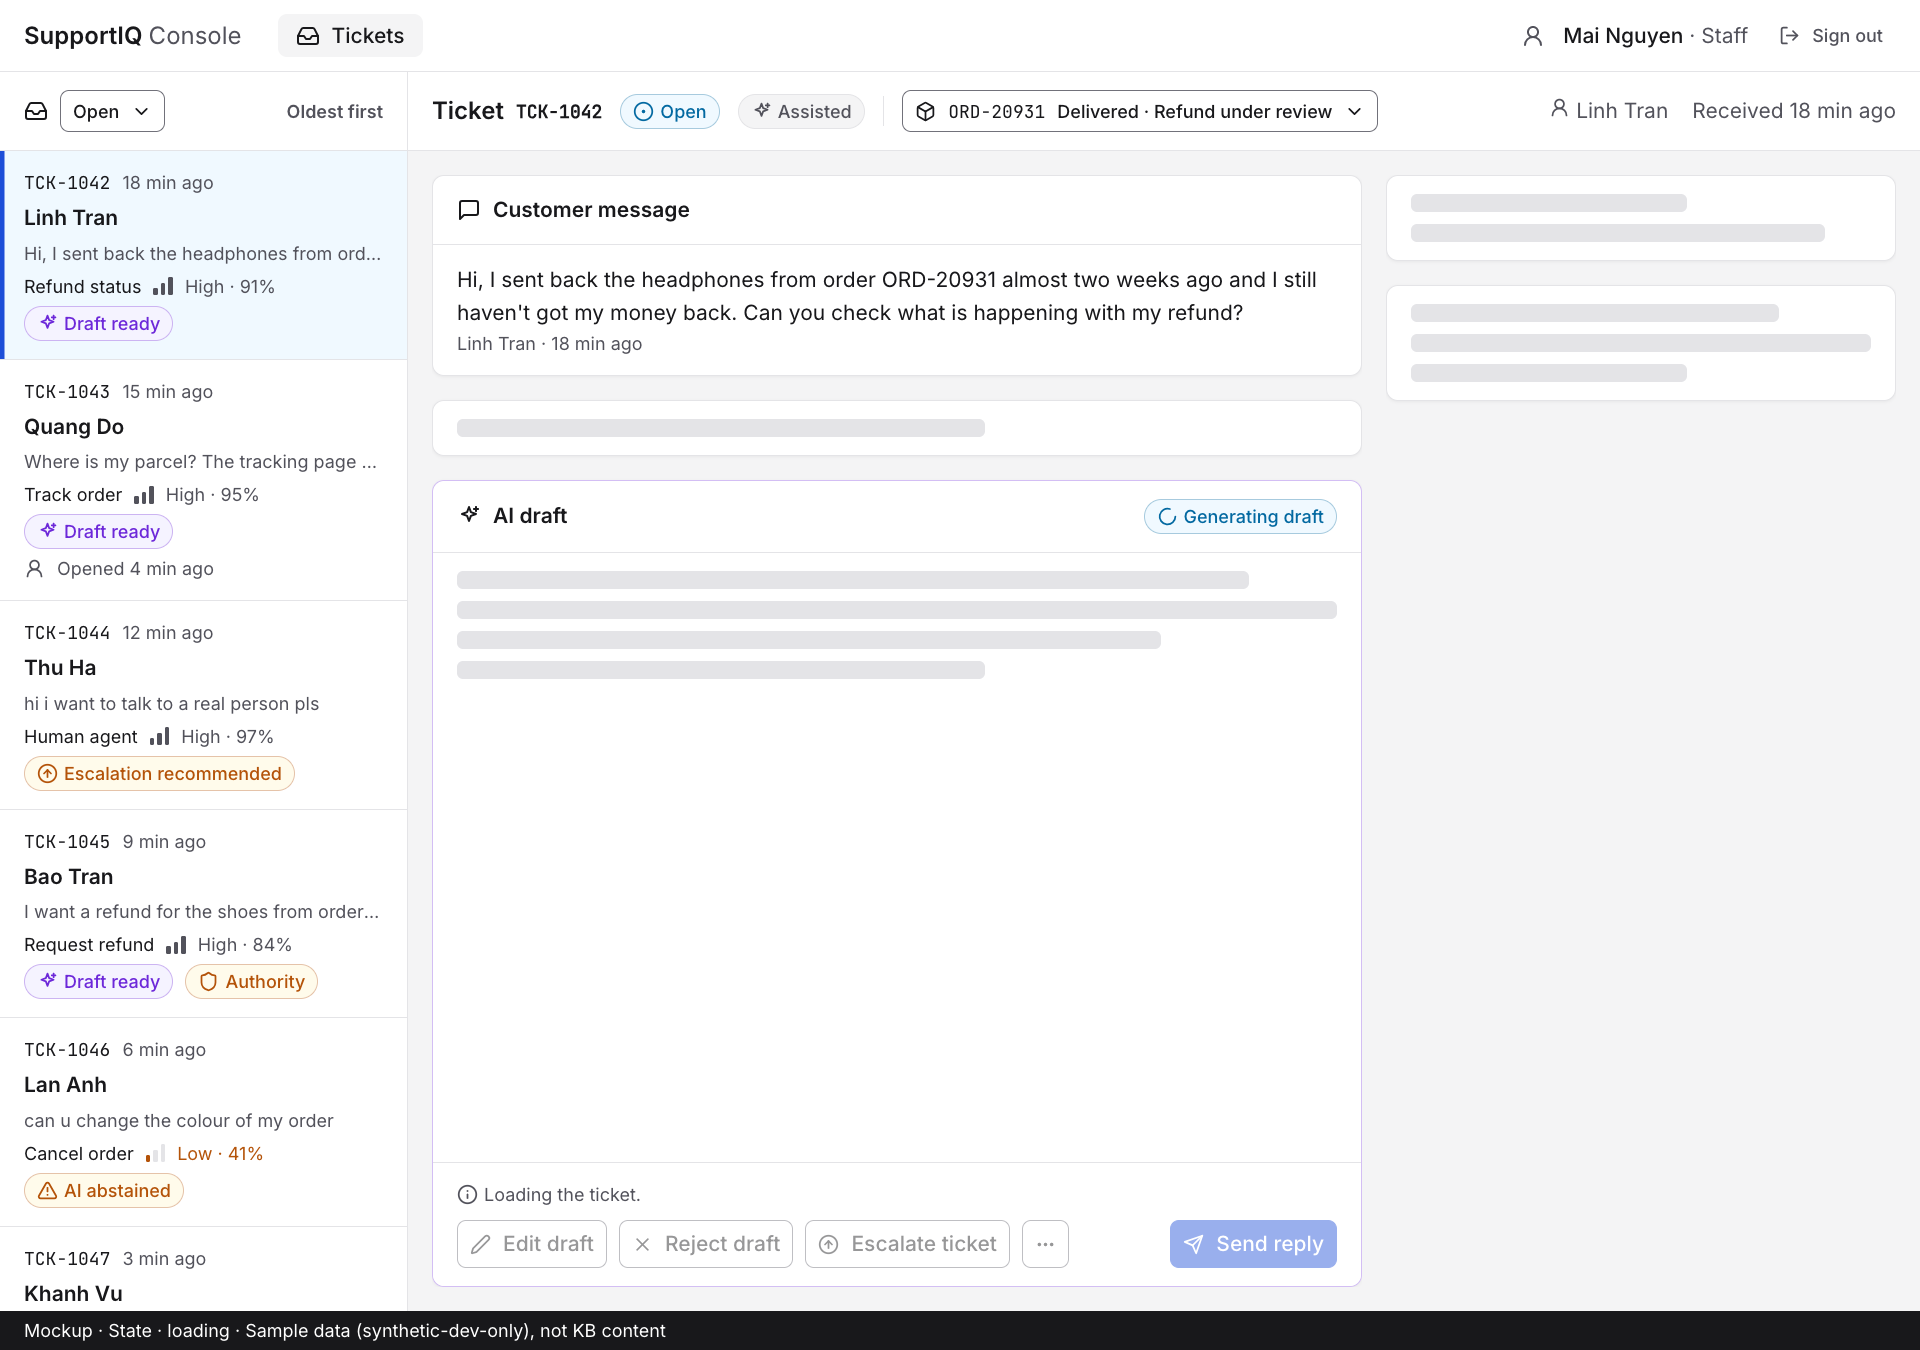 SupportIQ Console
Tickets
Mai Nguyen · Staff
Sign out
Open
Oldest first
Ticket TCK-1042
Open
Assisted
ORD-20931 Delivered · Refund under review
Linh Tran
Received 18 min ago
TCK-1042 18 min ago
Linh Tran
Hi, I sent back the headphones from ord...
Refund status High · 91%
Draft ready
TCK-1043 15 min ago
Quang Do
Where is my parcel? The tracking page ...
Track order High · 95%
Draft ready
Opened 4 min ago
TCK-1044 12 min ago
Thu Ha
hi i want to talk to a real person pls
Human agent High · 97%
Escalation recommended
TCK-1045 9 min ago
Bao Tran
I want a refund for the shoes from order...
Request refund High · 84%
Draft ready Authority
TCK-1046 6 min ago
Lan Anh
can u change the colour of my order
Cancel order Low · 41%
AI abstained
TCK-1047 3 min ago
Khanh Vu
Customer message
Hi, I sent back the headphones from order ORD-20931 almost two weeks ago and I still
haven't got my money back. Can you check what is happening with my refund?
Linh Tran · 18 min ago
AI draft
Generating draft
Loading the ticket.
Edit draft
Reject draft
Escalate ticket
...
Send reply
Mockup · State · loading · Sample data (synthetic-dev-only), not KB content